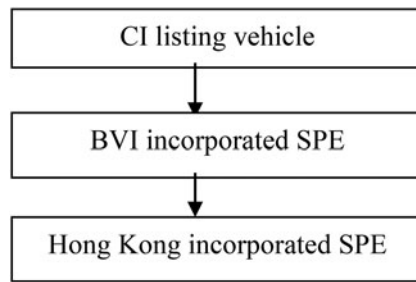 CI listing vehicle
BVI incorporated SPE
Hong Kong incorporated SPE